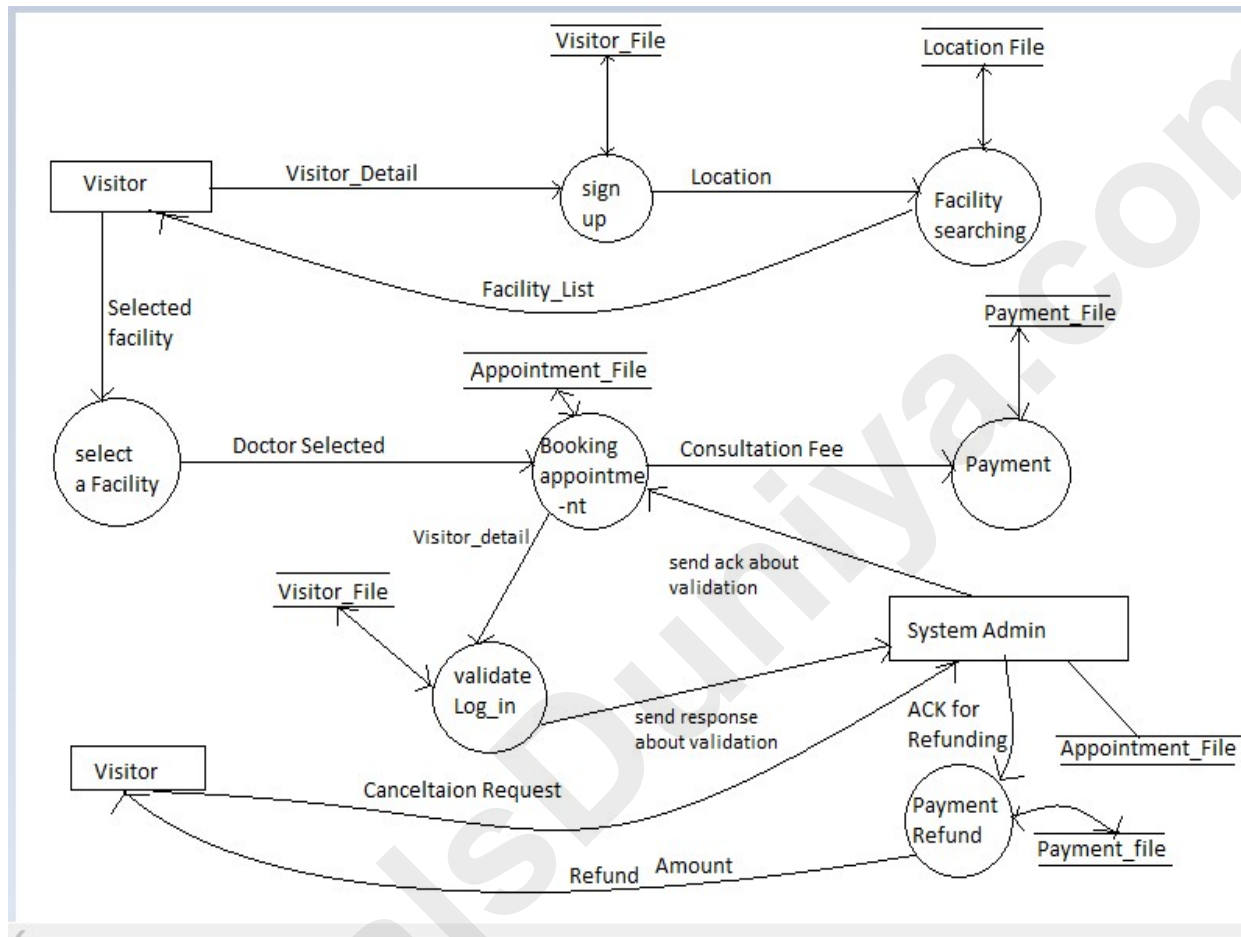 Visitor_File
Location File
Visitor
Visitor_Detail
sign
up
Location
Facility
searching
Facility_List
Selected
facility
Payment_File
Appointment_File
select
a Facility
Doctor Selected
Booking
appointme
-nt
Consultation Fee
Payment
Visitor_detail
send ack about
validation
Visitor_File
System Admin
validate
Log_in
send response
about validation
ACK for
Refunding
Appointment_File
Visitor
Canceltaion Request
Payment
Refund
Payment_file
Refund Amount
alsDuniya.com